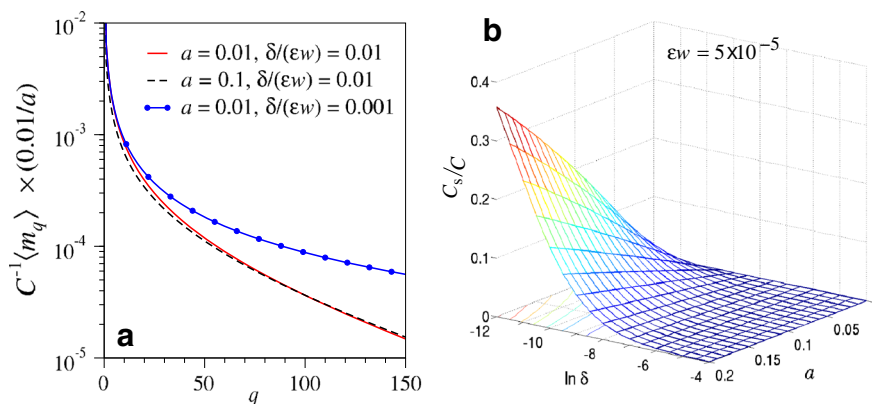 10⁻²
10⁻³
10⁻⁴
10⁻⁵
C⁻¹⟨m_q⟩ × (0.01/a)
a = 0.01, δ/(εw) = 0.01
a = 0.1, δ/(εw) = 0.01
a = 0.01, δ/(εw) = 0.001
a
0 50 100 150
q
b
εw = 5×10⁻⁵
C_s/C
0.4
0.3
0.2
0.1
0
-12 -10 -8 -6 -4
ln δ
0.2 0.15 0.1 0.05
a